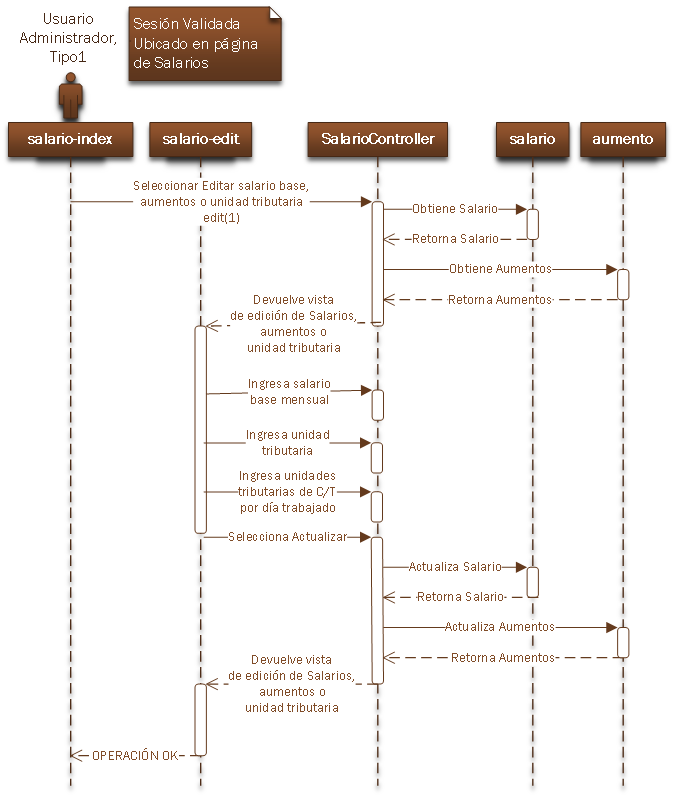 Usuario
Administrador,
Tipo1
Sesión Validada
Ubicado en página
de Salarios
salario-index
salario-edit
SalarioController
salario
aumento
Seleccionar Editar salario base,
aumentos o unidad tributaria
edit(1)
Obtiene Salario
Retorna Salario
Obtiene Aumentos
Retorna Aumentos
Devuelve vista
de edición de Salarios,
aumentos o
unidad tributaria
Ingresa salario
base mensual
Ingresa unidad
tributaria
Ingresa unidades
tributarias de C/T
por día trabajado
Selecciona Actualizar
Actualiza Salario
Retorna Salario
Actualiza Aumentos
Retorna Aumentos
Devuelve vista
de edición de Salarios,
aumentos o
unidad tributaria
OPERACIÓN OK